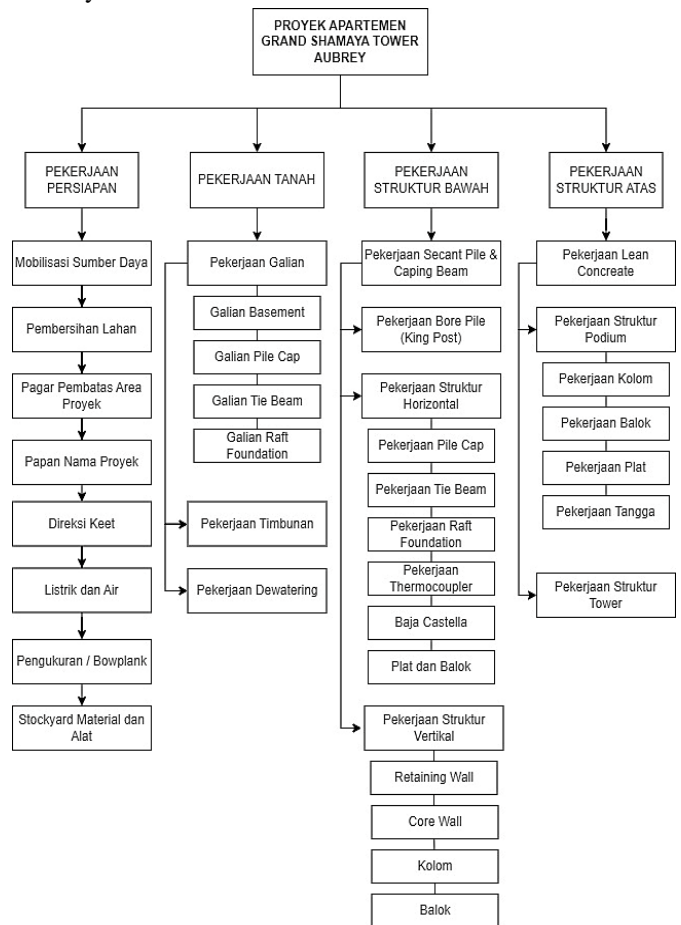 PROYEK APARTEMEN
GRAND SHAMAYA TOWER
AUBREY
PEKERJAAN
PERSIAPAN
Mobilisasi Sumber Daya
Pembersihan Lahan
Pagar Pembatas Area
Proyek
Papan Nama Proyek
Direksi Keet
Listrik dan Air
Pengukuran / Bowplank
Stockyard Material dan
Alat
PEKERJAAN TANAH
Pekerjaan Galian
Galian Basement
Galian Pile Cap
Galian Tie Beam
Galian Raft
Foundation
Pekerjaan Timbunan
Pekerjaan Dewatering
PEKERJAAN
STRUKTUR BAWAH
Pekerjaan Secant Pile &
Caping Beam
Pekerjaan Bore Pile
(King Post)
Pekerjaan Struktur
Horizontal
Pekerjaan Pile Cap
Pekerjaan Tie Beam
Pekerjaan Raft
Foundation
Pekerjaan
Thermocoupler
Baja Castella
Plat dan Balok
Pekerjaan Struktur
Vertikal
Retaining Wall
Core Wall
Kolom
Balok
PEKERJAAN
STRUKTUR ATAS
Pekerjaan Lean
Concreate
Pekerjaan Struktur
Podium
Pekerjaan Kolom
Pekerjaan Balok
Pekerjaan Plat
Pekerjaan Tangga
Pekerjaan Struktur
Tower